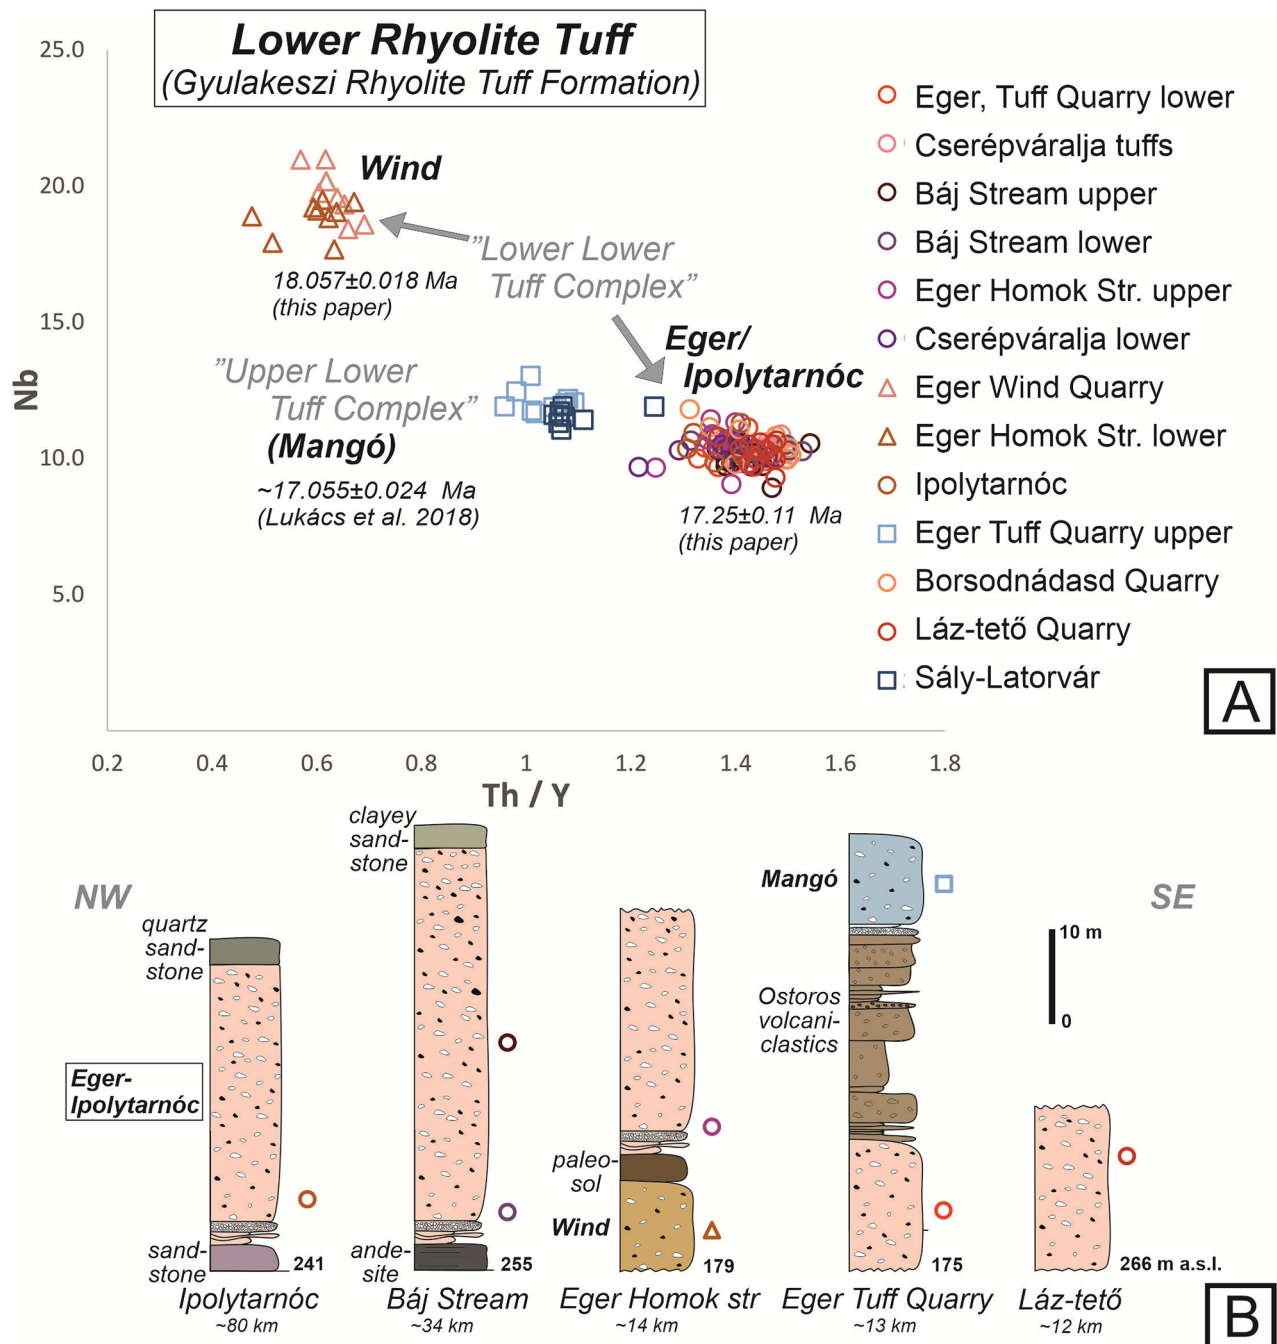 Lower Rhyolite Tuff
(Gyulakeszi Rhyolite Tuff Formation)
25.0
20.0
15.0
10.0
5.0
Nb
Wind
18.057±0.018 Ma
(this paper)
"Lower Lower
Tuff Complex"
"Upper Lower
Tuff Complex"
(Mangó)
~17.055±0.024 Ma
(Lukács et al. 2018)
Eger/
Ipolytarnóc
17.25±0.11 Ma
(this paper)
Eger, Tuff Quarry lower
Cserépváralja tuffs
Báj Stream upper
Báj Stream lower
Eger Homok Str. upper
Cserépváralja lower
Eger Wind Quarry
Eger Homok Str. lower
Ipolytarnóc
Eger Tuff Quarry upper
Borsodnádasd Quarry
Láz-tető Quarry
Sály-Latorvár
A
0.2 0.4 0.6 0.8 1 1.2 1.4 1.6 1.8
Th / Y
NW
SE
quartz
sand-
stone
Eger-
Ipolytarnóc
sand-
stone
241
clayey
sand-
stone
ande-
site
255
paleo-
sol
Wind
179
Mangó
Ostoros
volcani-
clastics
175
10 m
0
266 m a.s.l.
Ipolytarnóc
~80 km
Báj Stream
~34 km
Eger Homok str
~14 km
Eger Tuff Quarry
~13 km
Láz-tető
~12 km
B